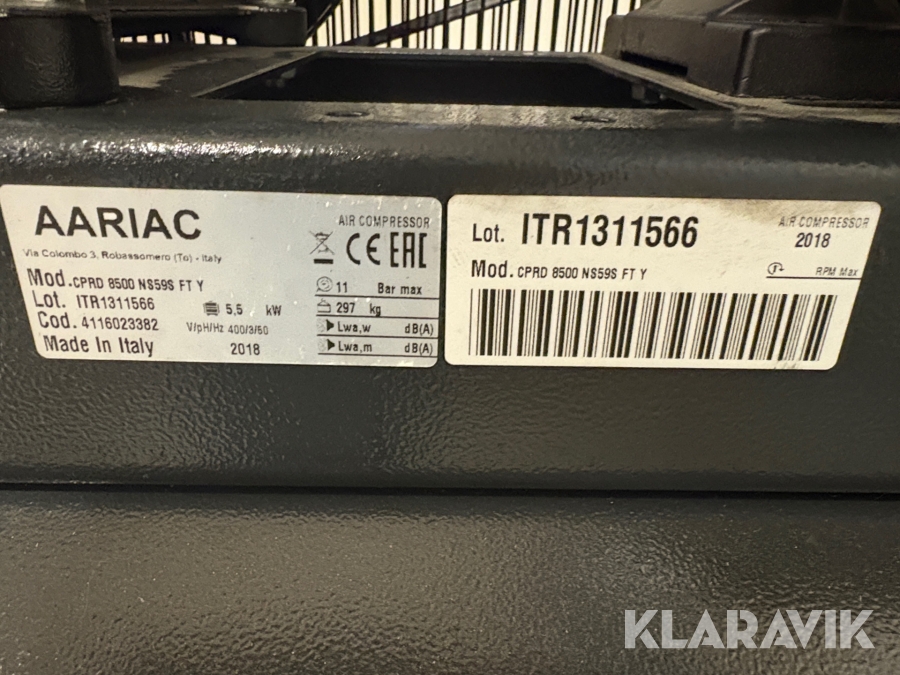 AARIAC
Via Colombo 3, Robassomero (To) - Italy
Mod.CPRD 8500 NS59S FT Y
Lot. ITR1311566
Cod. 4116023382
Made In Italy
5,5 kW
V/pH/Hz 400/3/50
2018
AIR COMPRESSOR
CE EAC
11 Bar max
297 kg
Lwa,w dB(A)
Lwa,m dB(A)
Lot. ITR1311566
AIR COMPRESSOR
2018
Mod.CPRD 8500 NS59S FT Y
RPM Max
KLARAVIK